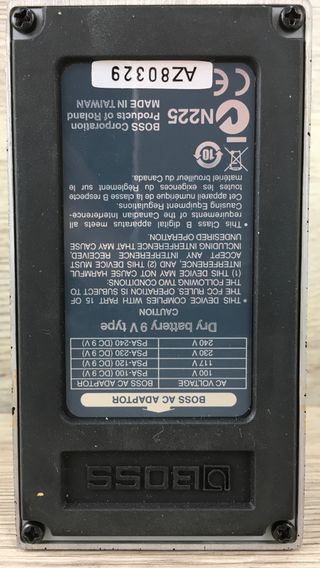 BOSS
BOSS AC ADAPTOR
AC VOLTAGE BOSS AC ADAPTOR
100 V PSA-100 (DC) 9 V
117 V PSA-120 (DC) 9 V
230 V PSA-230 (DC) 9 V
240 V PSA-240 (DC) 9 V
Dry battery 9 V type
CAUTION
* THIS DEVICE COMPLIES WITH PART 15 OF
THE FCC RULES. OPERATION IS SUBJECT TO
THE FOLLOWING TWO CONDITIONS:
(1) THIS DEVICE MAY NOT CAUSE HARMFUL
INTERFERENCE, AND (2) THIS DEVICE MUST
ACCEPT ANY INTERFERENCE RECEIVED,
INCLUDING INTERFERENCE THAT MAY CAUSE
UNDESIRED OPERATION.
* This Class B digital apparatus meets all
requirements of the Canadian Interference-
Causing Equipment Regulations.
Cet appareil numérique de la classe B respecte
toutes les exigences du Règlement sur le
matériel brouilleur du Canada.
10
N225
BOSS Corporation
Products of Roland
MADE IN TAIWAN
CE
AZ80329